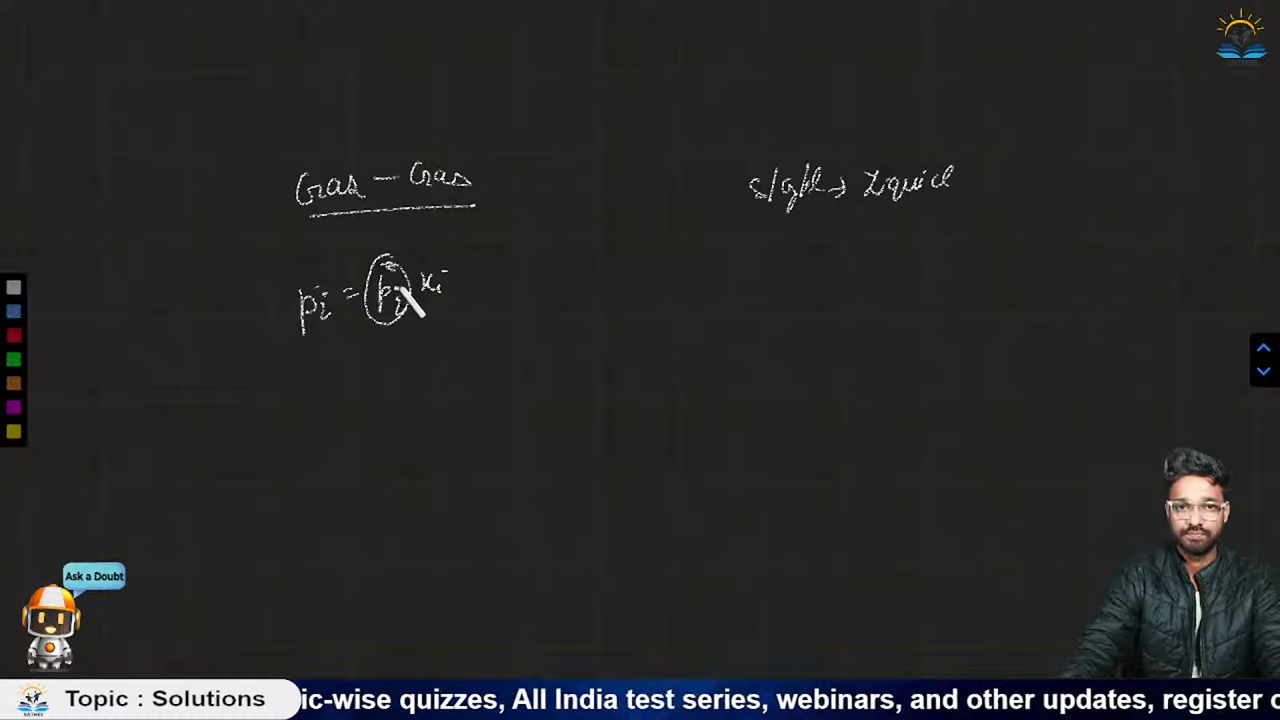 Gas - Gas
s/g/l → Liquid
pi = pi xi
Ask a Doubt
Topic : Solutions
ic-wise quizzes, All India test series, webinars, and other updates, register o